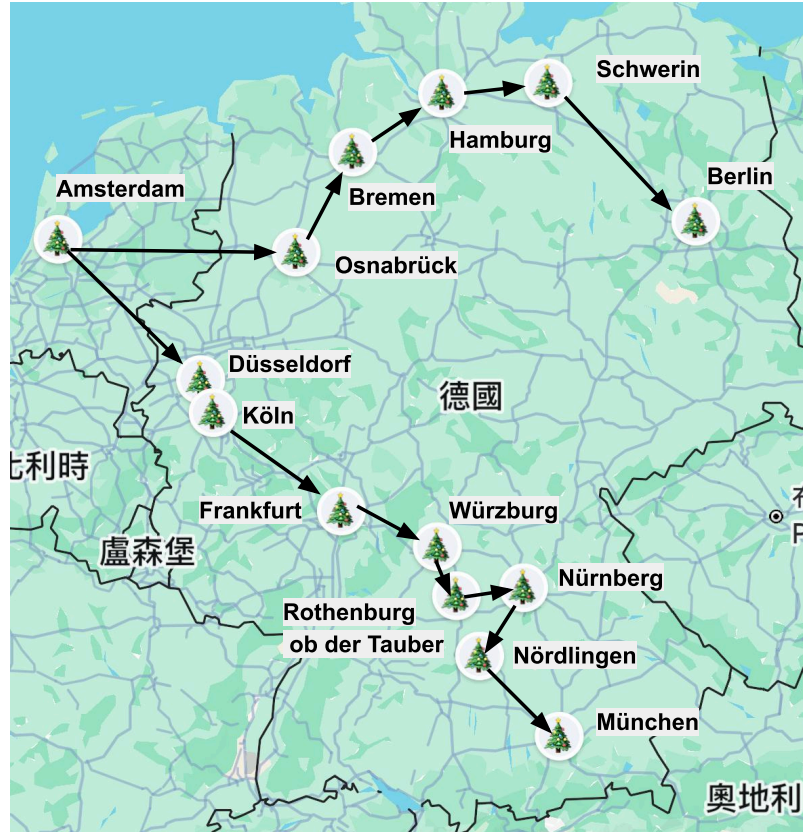 Schwerin
Hamburg
Berlin
Amsterdam
Bremen
Osnabrück
Düsseldorf
德國
Köln
比利時
Frankfurt
Würzburg
盧森堡
Nürnberg
Rothenburg
ob der Tauber
Nördlingen
München
奧地利